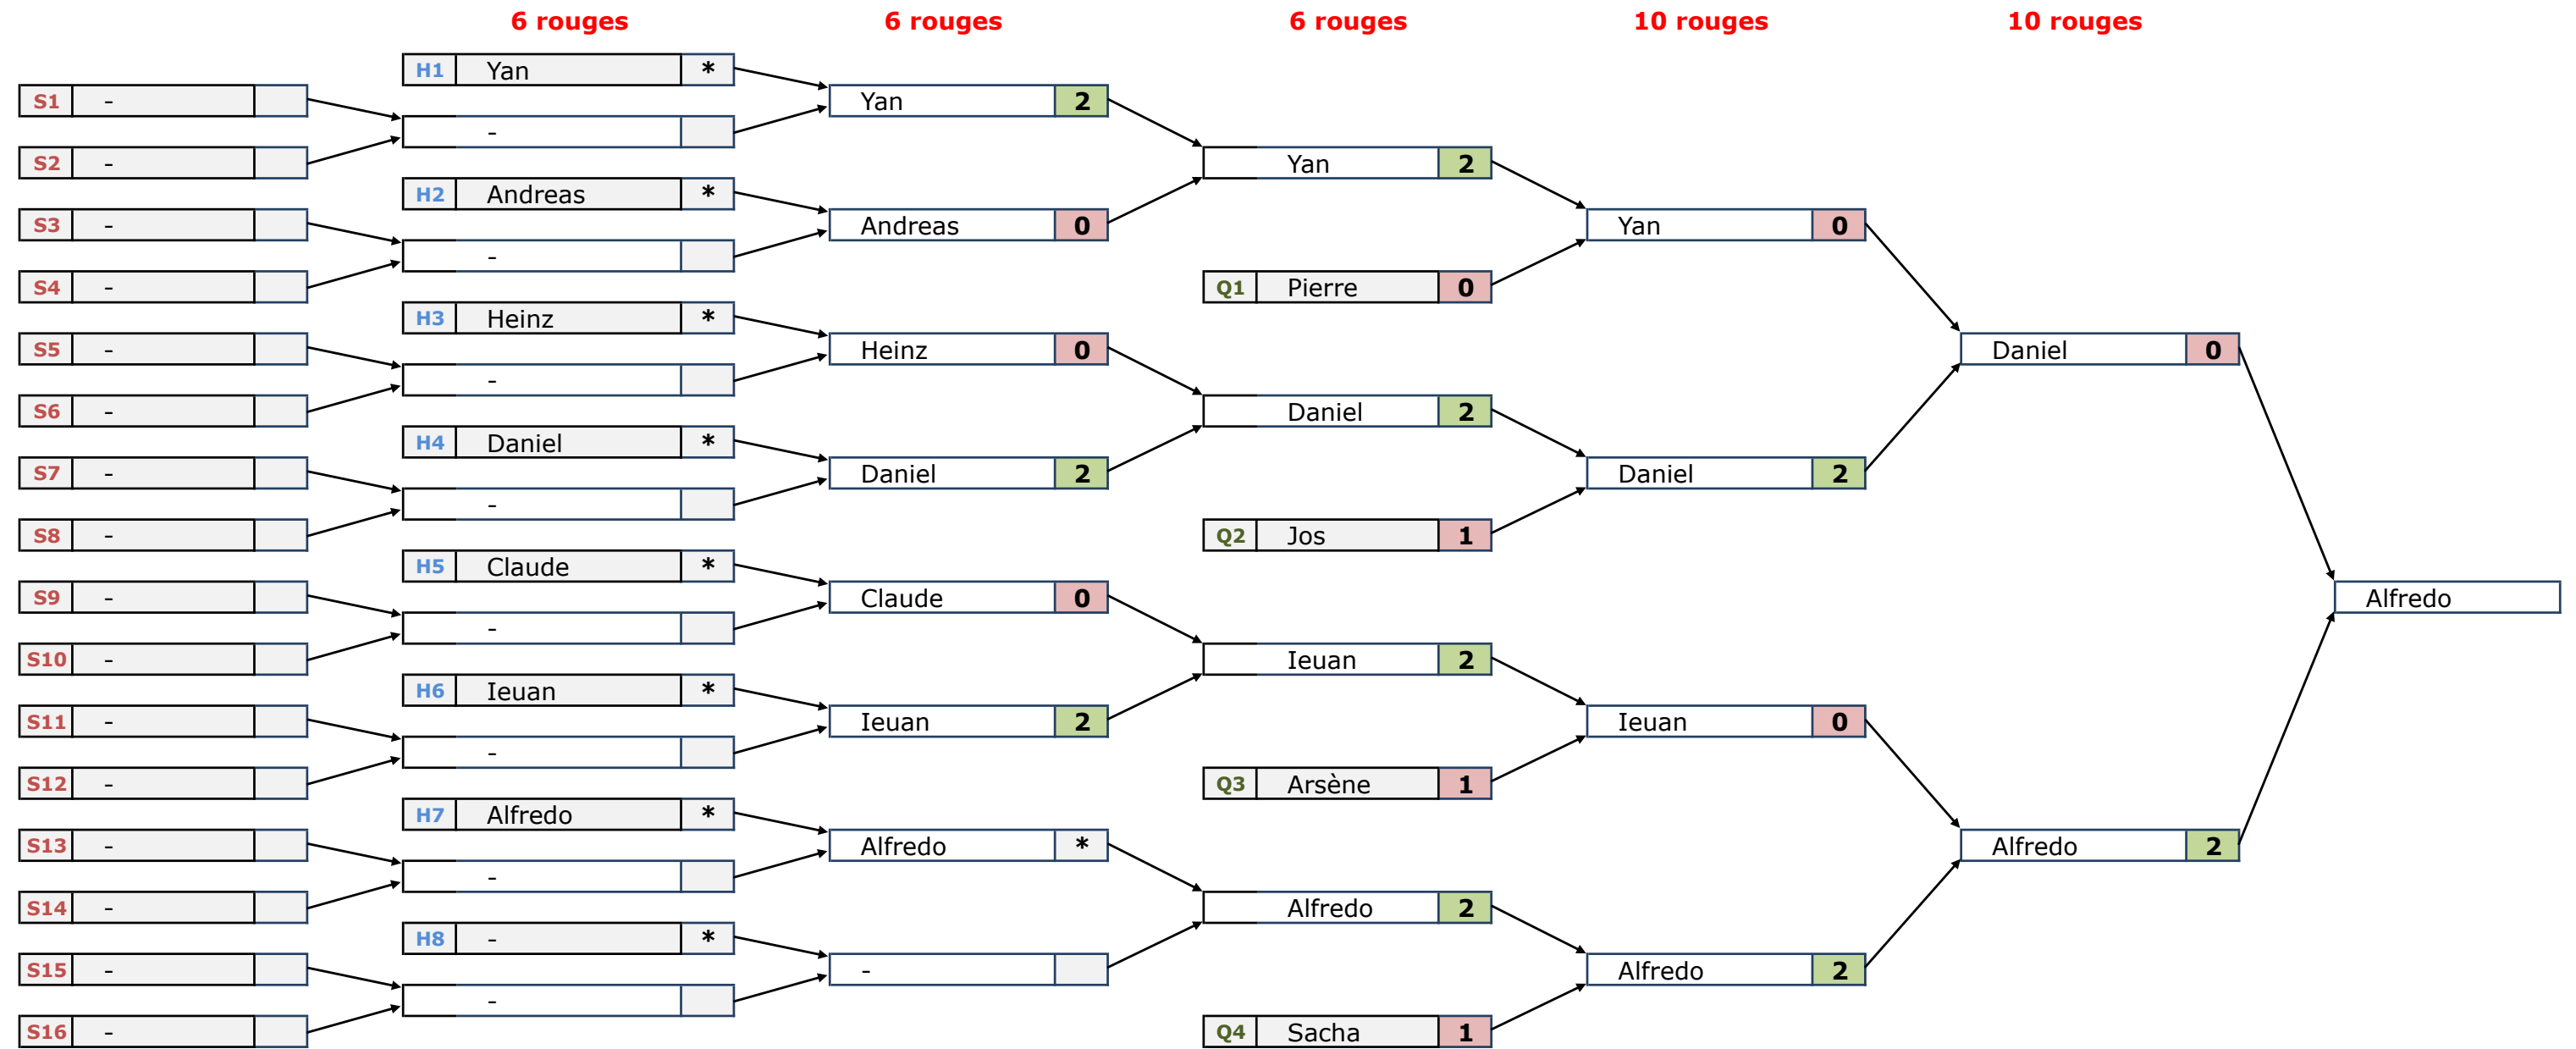 6 rouges 6 rouges 6 rouges 10 rouges 10 rouges
H1 Yan *
S1 - Yan 2
-
S2 - Yan 2
H2 Andreas *
S3 - Andreas 0 Yan 0
-
S4 - Q1 Pierre 0
H3 Heinz *
S5 - Heinz 0 Daniel 0
-
S6 - Daniel 2
H4 Daniel *
S7 - Daniel 2 Daniel 2
-
S8 - Q2 Jos 1
H5 Claude *
S9 - Claude 0 Alfredo
-
S10 - Ieuan 2
H6 Ieuan *
S11 - Ieuan 2 Ieuan 0
-
S12 - Q3 Arsène 1
H7 Alfredo *
S13 - Alfredo * Alfredo 2
-
S14 - Alfredo 2
H8 - *
S15 - - Alfredo 2
-
S16 - Q4 Sacha 1